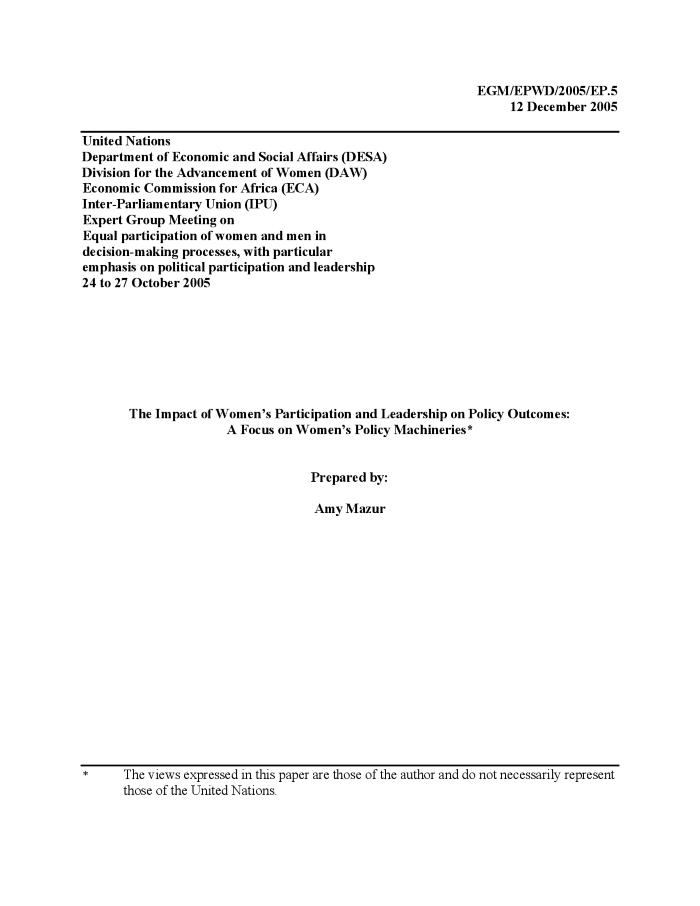 EGM/EPWD/2005/EP.5
12 December 2005
United Nations
Department of Economic and Social Affairs (DESA)
Division for the Advancement of Women (DAW)
Economic Commission for Africa (ECA)
Inter-Parliamentary Union (IPU)
Expert Group Meeting on
Equal participation of women and men in
decision-making processes, with particular
emphasis on political participation and leadership
24 to 27 October 2005
The Impact of Women’s Participation and Leadership on Policy Outcomes:
A Focus on Women’s Policy Machineries*
Prepared by:
Amy Mazur
* The views expressed in this paper are those of the author and do not necessarily represent
those of the United Nations.